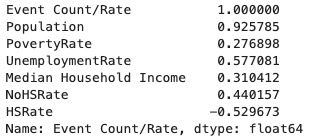 Event Count/Rate 1.000000
Population 0.925785
PovertyRate 0.276898
UnemploymentRate 0.577081
Median Household Income 0.310412
NoHSRate 0.440157
HSRate −0.529673
Name: Event Count/Rate, dtype: float64